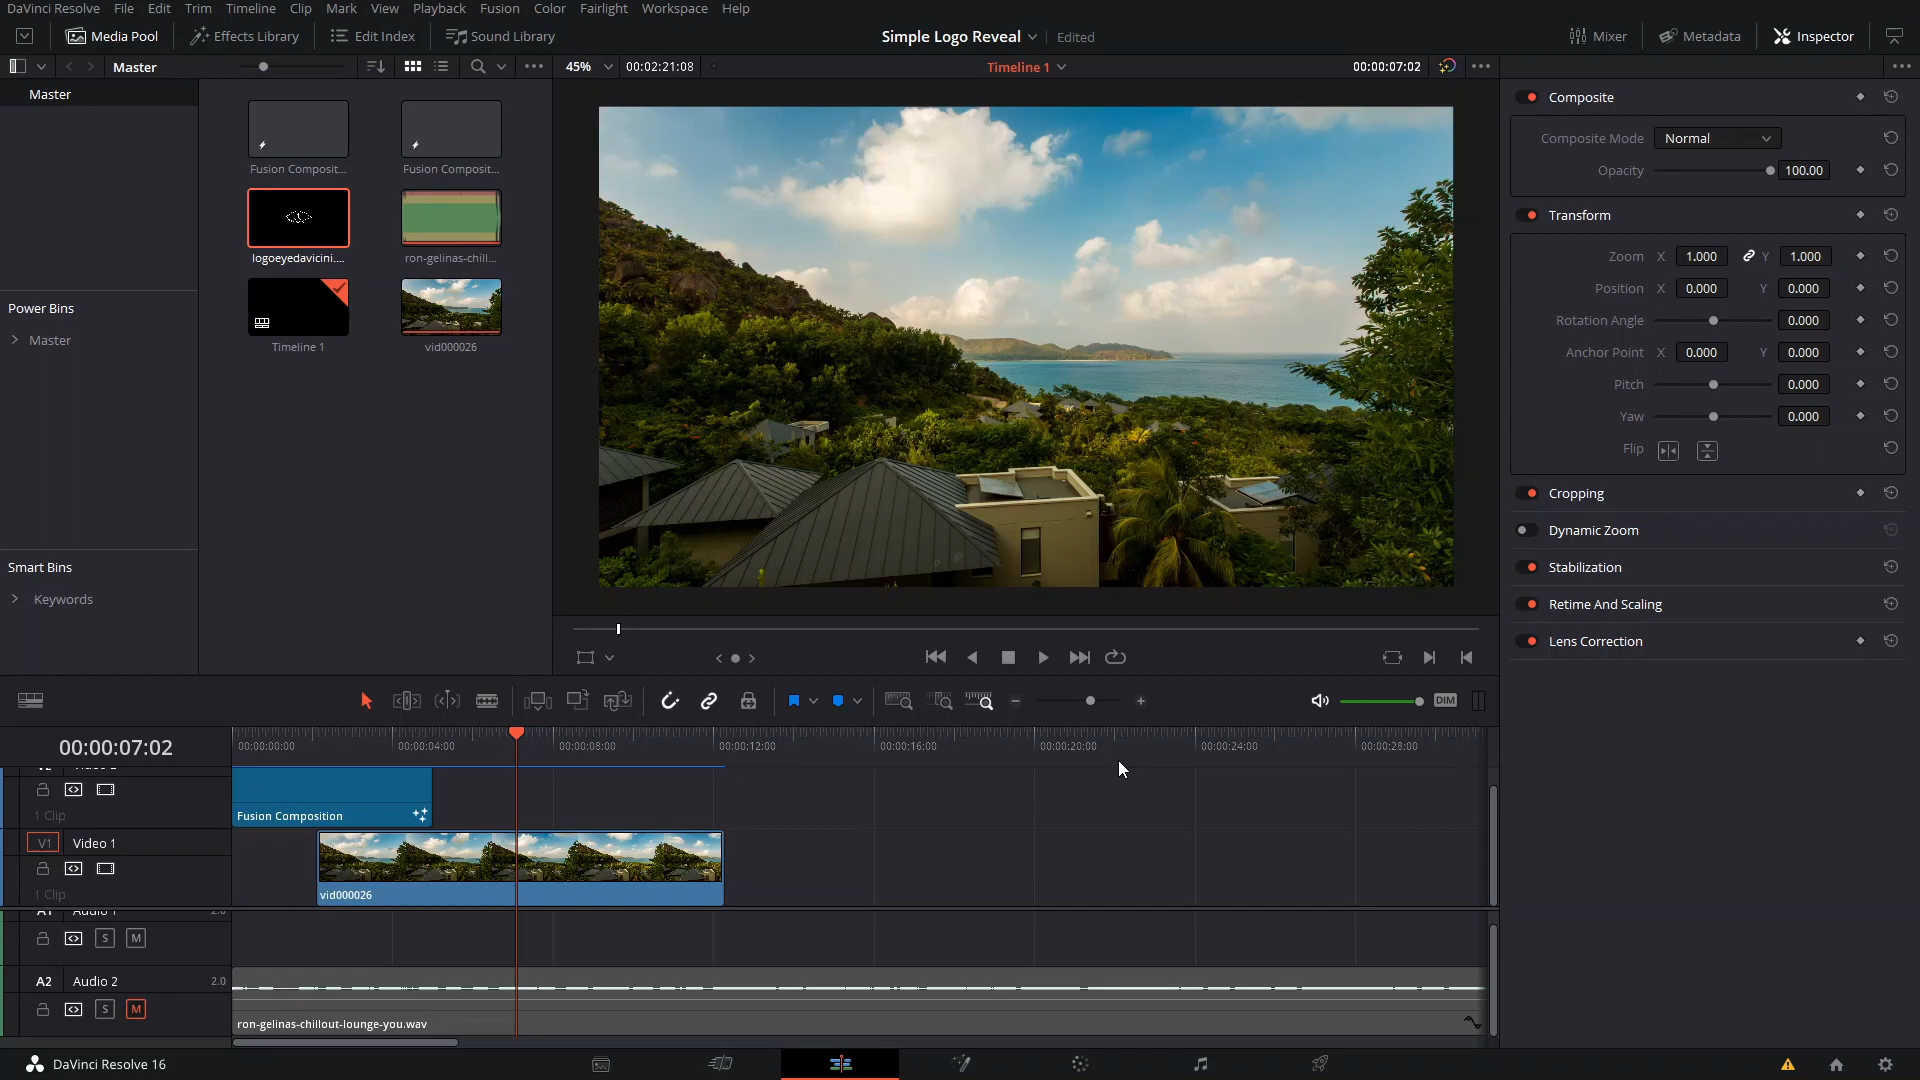 DaVinci Resolve File Edit Trim Timeline Clip Mark View Playback Fusion Color Fairlight Workspace Help
Media Pool Effects Library Edit Index Sound Library Simple Logo Reveal Edited Mixer Metadata Inspector
Master 45% 00:02:21:08 Timeline 1 00:00:07:02
Master
Power Bins
Master
Smart Bins
Keywords
Fusion Composit... Fusion Composit...
logoeyedavicini.... ron-gelinas-chill...
Timeline 1 vid000026
Composite
Composite Mode Normal
Opacity 100.00
Transform
Zoom X 1.000 Y 1.000
Position X 0.000 Y 0.000
Rotation Angle 0.000
Anchor Point X 0.000 Y 0.000
Pitch 0.000
Yaw 0.000
Flip
Cropping
Dynamic Zoom
Stabilization
Retime And Scaling
Lens Correction
DIM
00:00:07:02
00:00:00:00 00:00:04:00 00:00:08:00 00:00:12:00 00:00:16:00 00:00:20:00 00:00:24:00 00:00:28:00
1 Clip
Fusion Composition
V1 Video 1
1 Clip
vid000026
A1 Audio 1 2.0
S M
A2 Audio 2 2.0
S M
ron-gelinas-chillout-lounge-you.wav
DaVinci Resolve 16